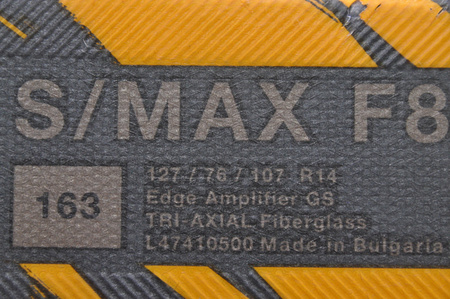 S/MAX F8
163
127 / 76 / 107 R14
Edge Amplifier GS
TRI-AXIAL Fiberglass
L47410500 Made in Bulgaria